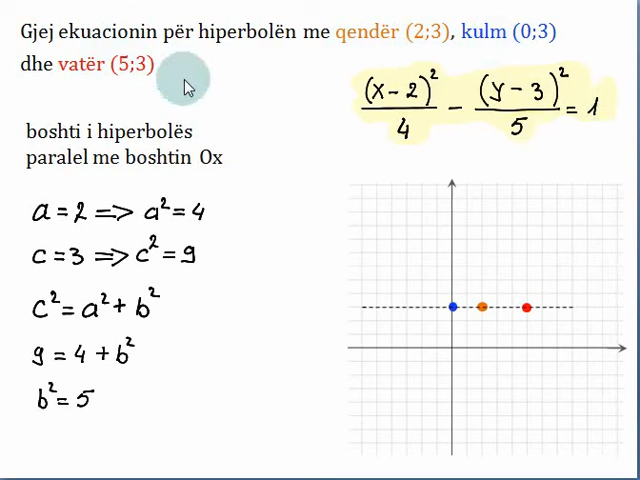 Gjej ekuacionin për hiperbolën me qendër (2;3), kulm (0;3)
dhe vatër (5;3)
(x-2)²/4 - (y-3)²/5 = 1
boshti i hiperbolës
paralel me boshtin Ox
a = 2 => a² = 4
c = 3 => c² = 9
c² = a² + b²
9 = 4 + b²
b² = 5